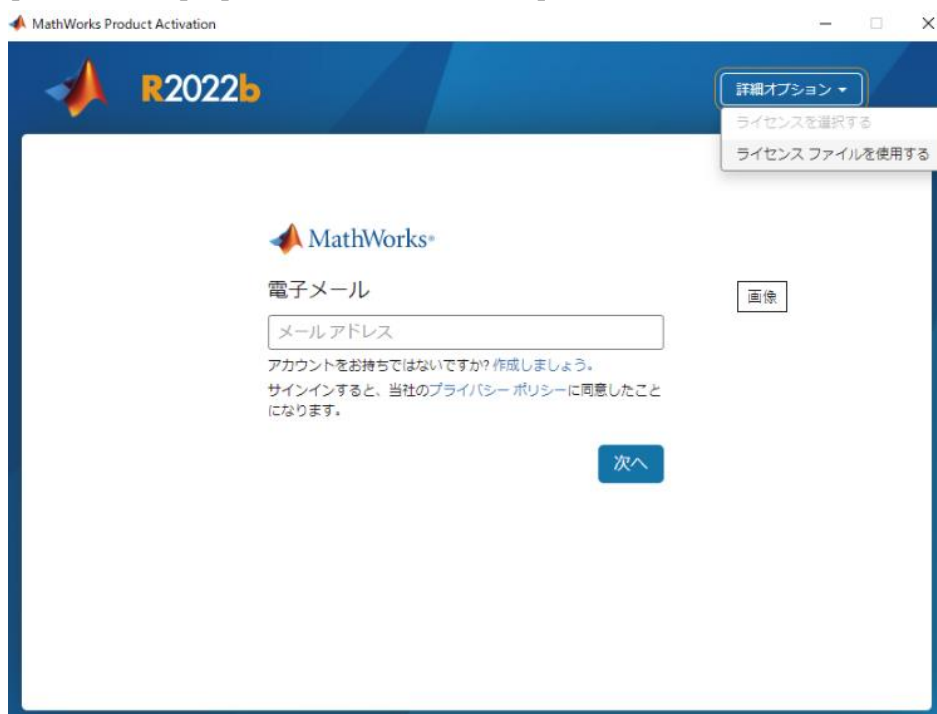 MathWorks Product Activation
R2022b
詳細オプション
ライセンスを選択する
ライセンス ファイルを使用する
MathWorks®
電子メール
画像
メール アドレス
アカウントをお持ちではないですか? 作成しましょう。
サインインすると、当社のプライバシー ポリシーに同意したこと
になります。
次へ